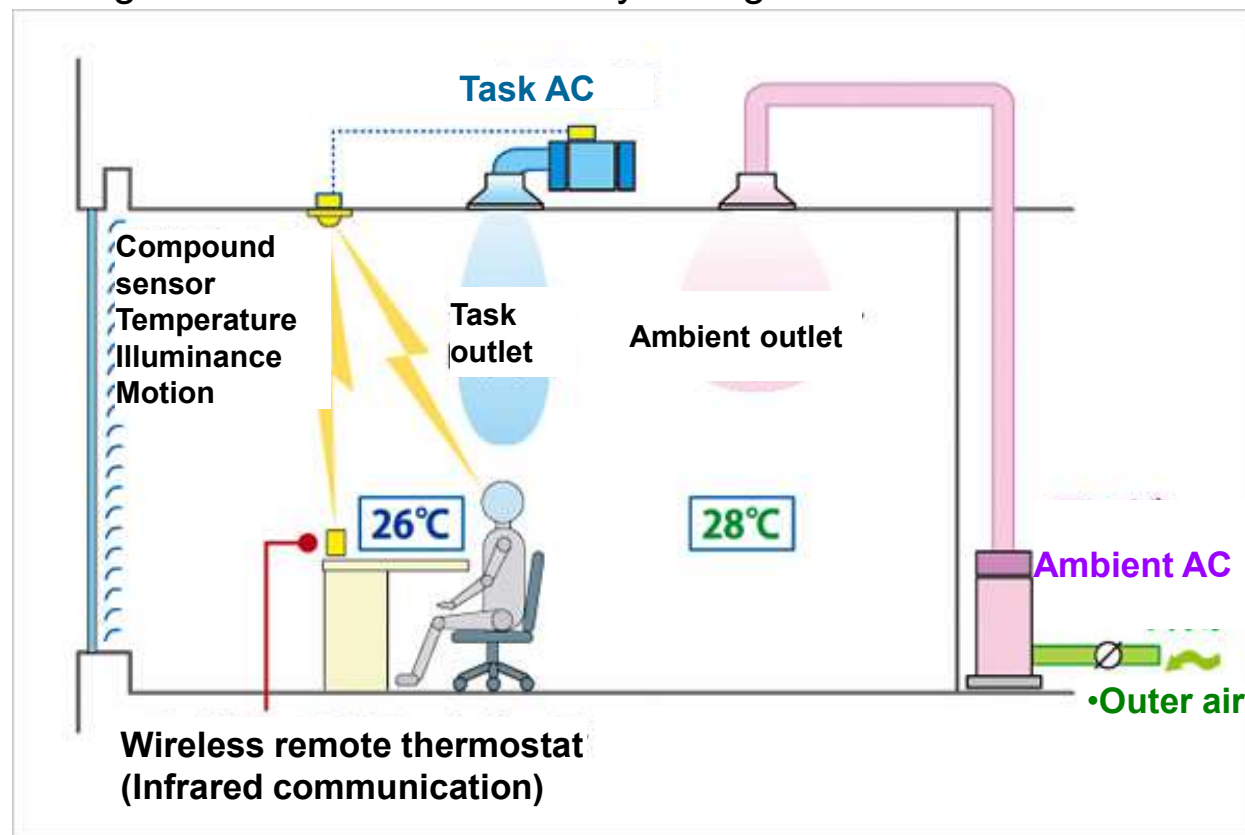 Task AC
Compound
sensor
Temperature
Illuminance
Motion
Task
outlet
Ambient outlet
26°C
28°C
Ambient AC
•Outer air
Wireless remote thermostat
(Infrared communication)